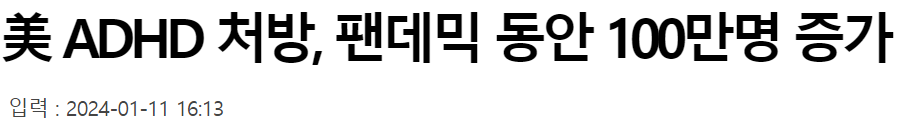 美 ADHD 처방, 팬데믹 동안 100만명 증가
입력 : 2024-01-11 16:13